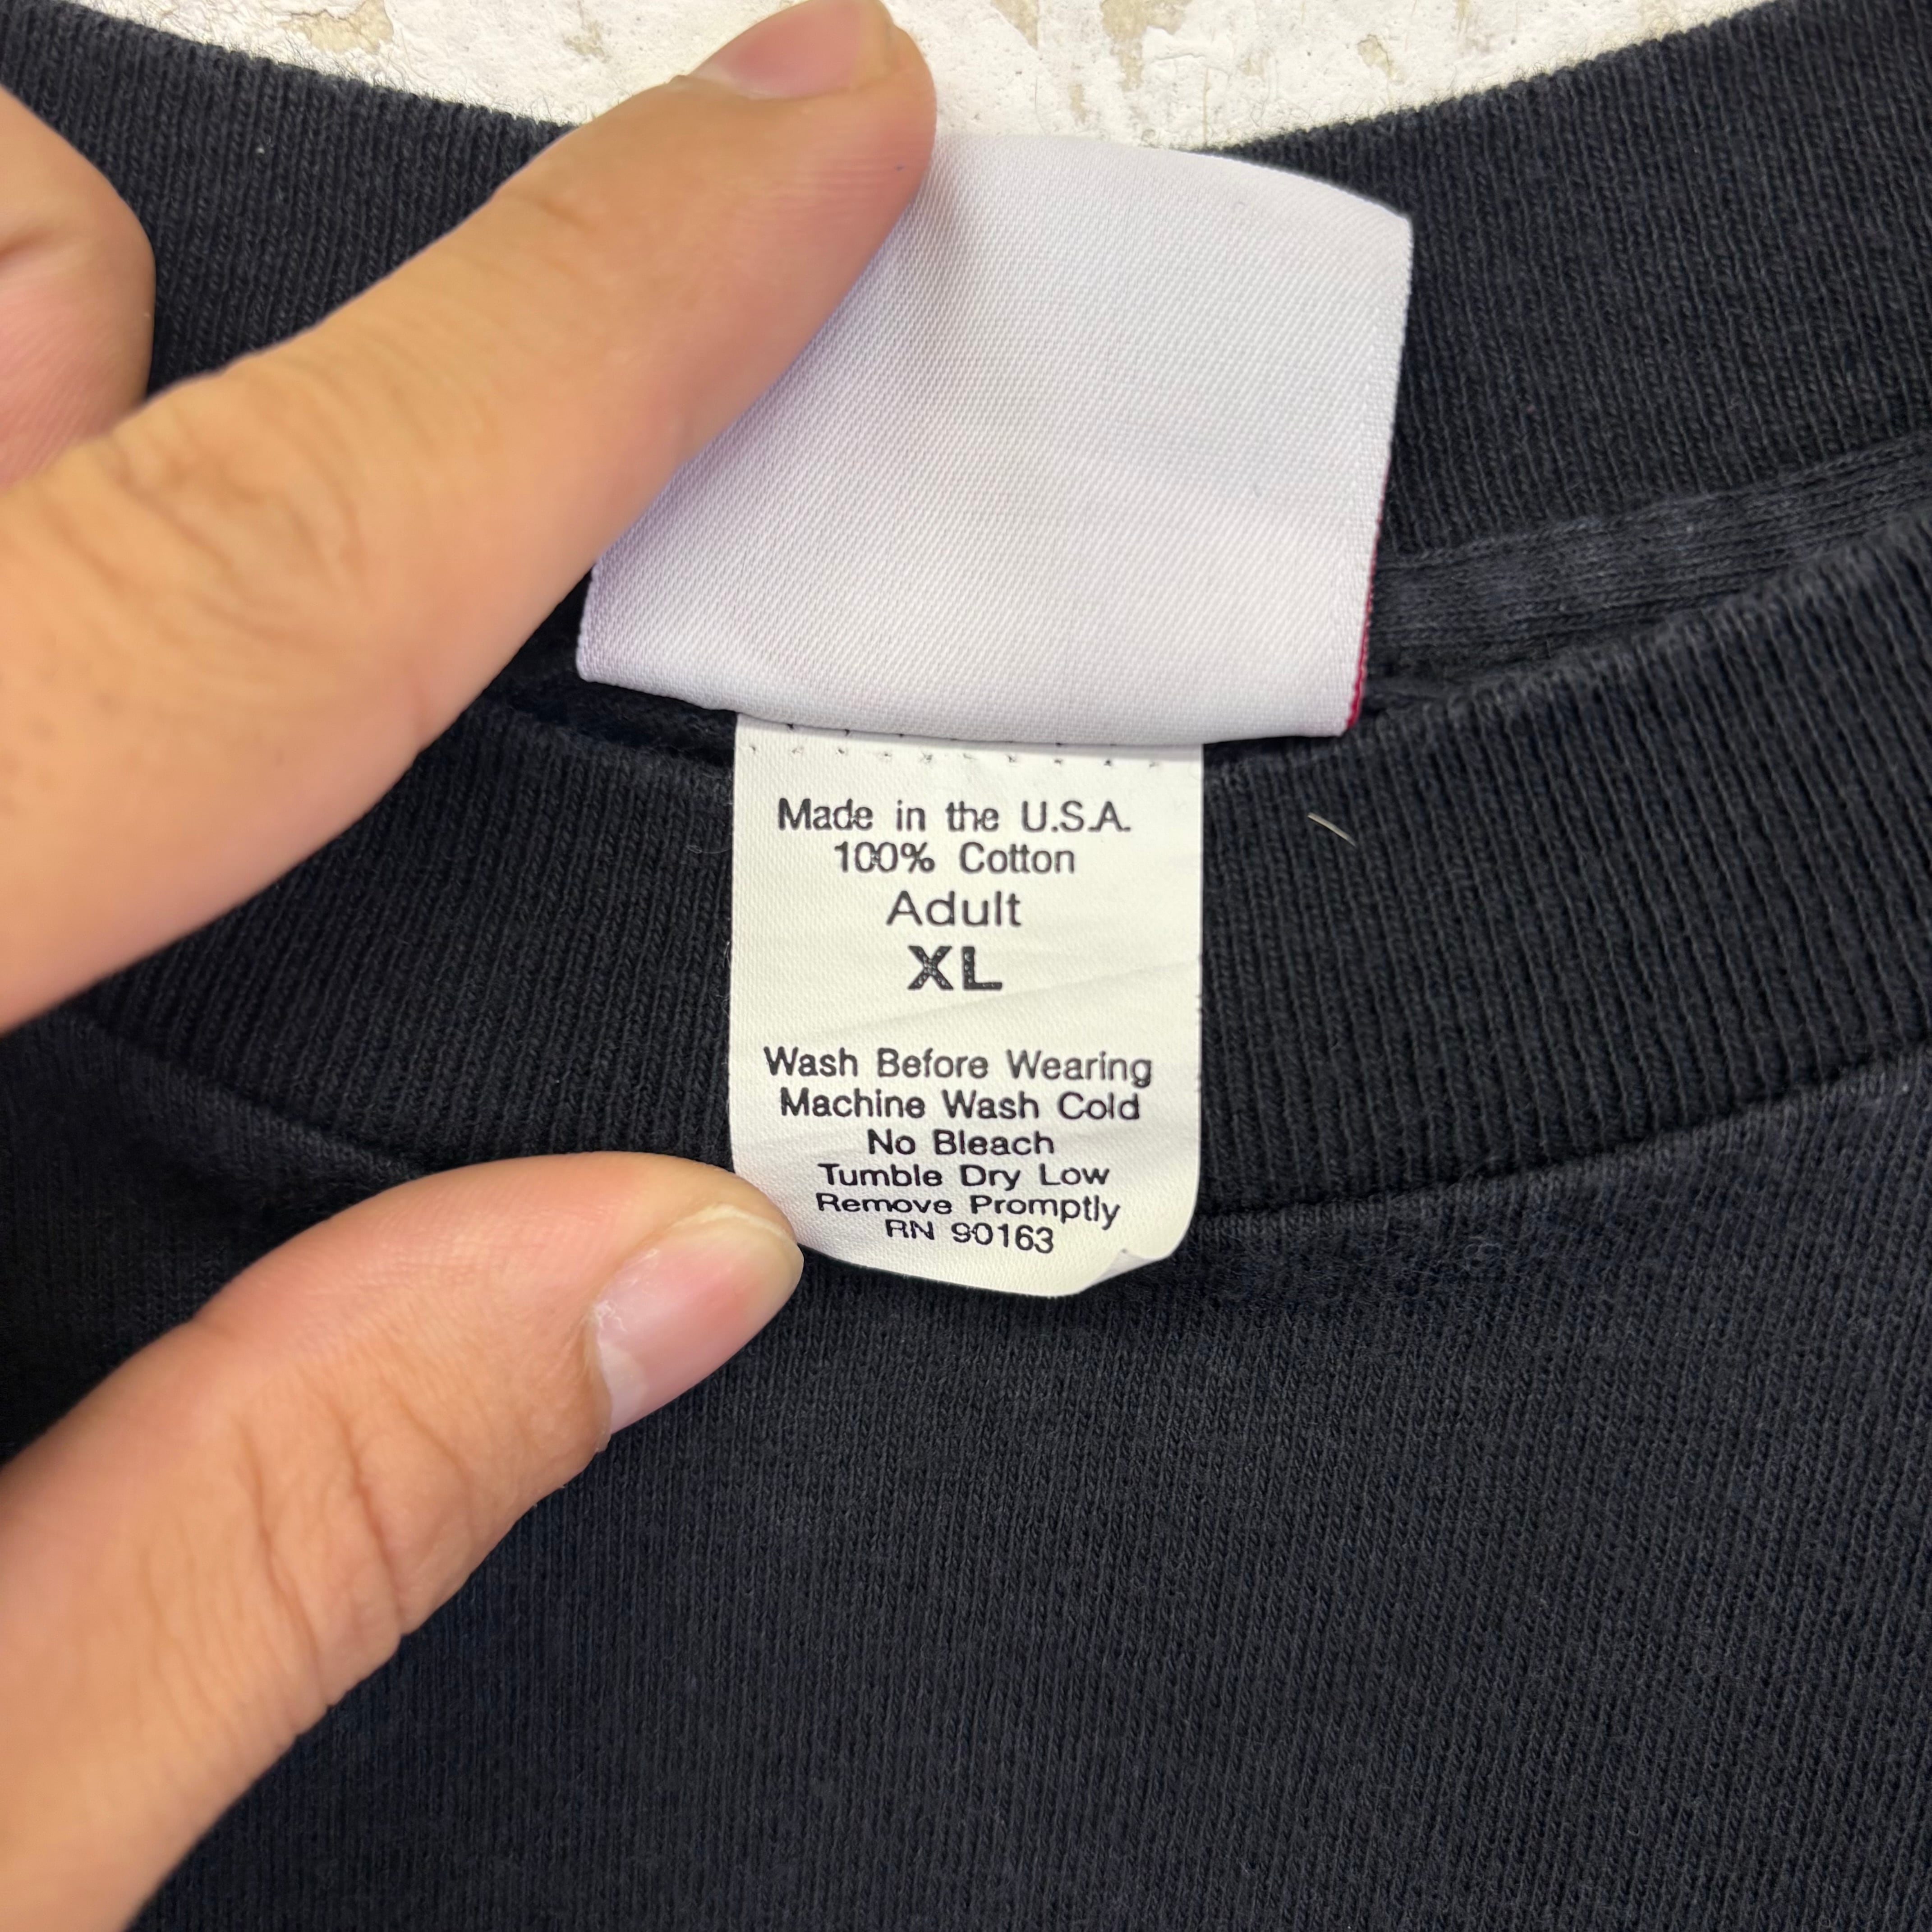 Made in the U.S.A.
100% Cotton
Adult
XL
Wash Before Wearing
Machine Wash Cold
No Bleach
Tumble Dry Low
Remove Promptly
RN 90163